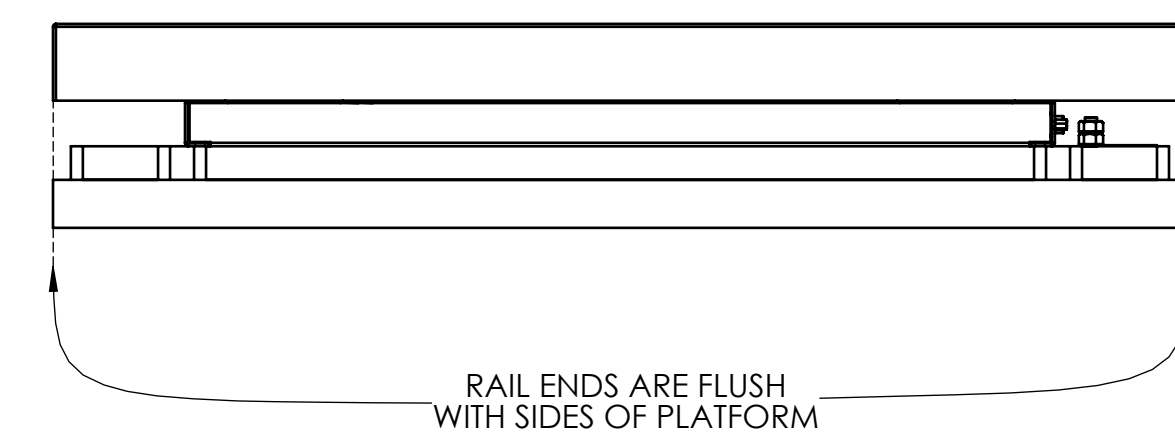 RAIL ENDS ARE FLUSH
WITH SIDES OF PLATFORM